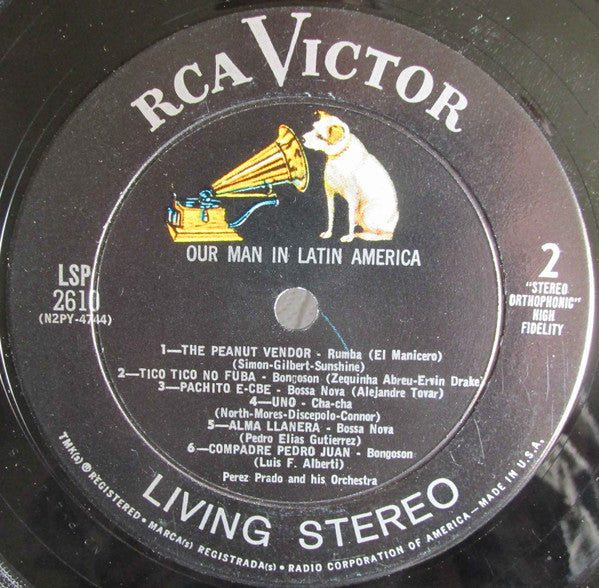 RCA VICTOR
OUR MAN IN LATIN AMERICA
LSP
2610
(N2PY-4744)
2
"STEREO
ORTHOPHONIC"
HIGH
FIDELITY
1—THE PEANUT VENDOR - Rumba (El Manicero)
(Simon-Gilbert-Sunshine)
2—TICO TICO NO FUBA - Bongoson (Zequinha Abreu-Ervin Drake)
3—PACHITO E-CBE - Bossa Nova (Alejandre Tovar)
4—UNO - Cha-cha
(North-Mores-Discepolo-Connor)
5—ALMA LLANERA - Bossa Nova
(Pedro Elias Gutierrez)
6—COMPADRE PEDRO JUAN - Bongoson
(Luis F. Alberti)
Perez Prado and his Orchestra
LIVING STEREO
TMK(s) ® REGISTERED • MARCA(s) REGISTRADA(s) • RADIO CORPORATION OF AMERICA—MADE IN U.S.A.